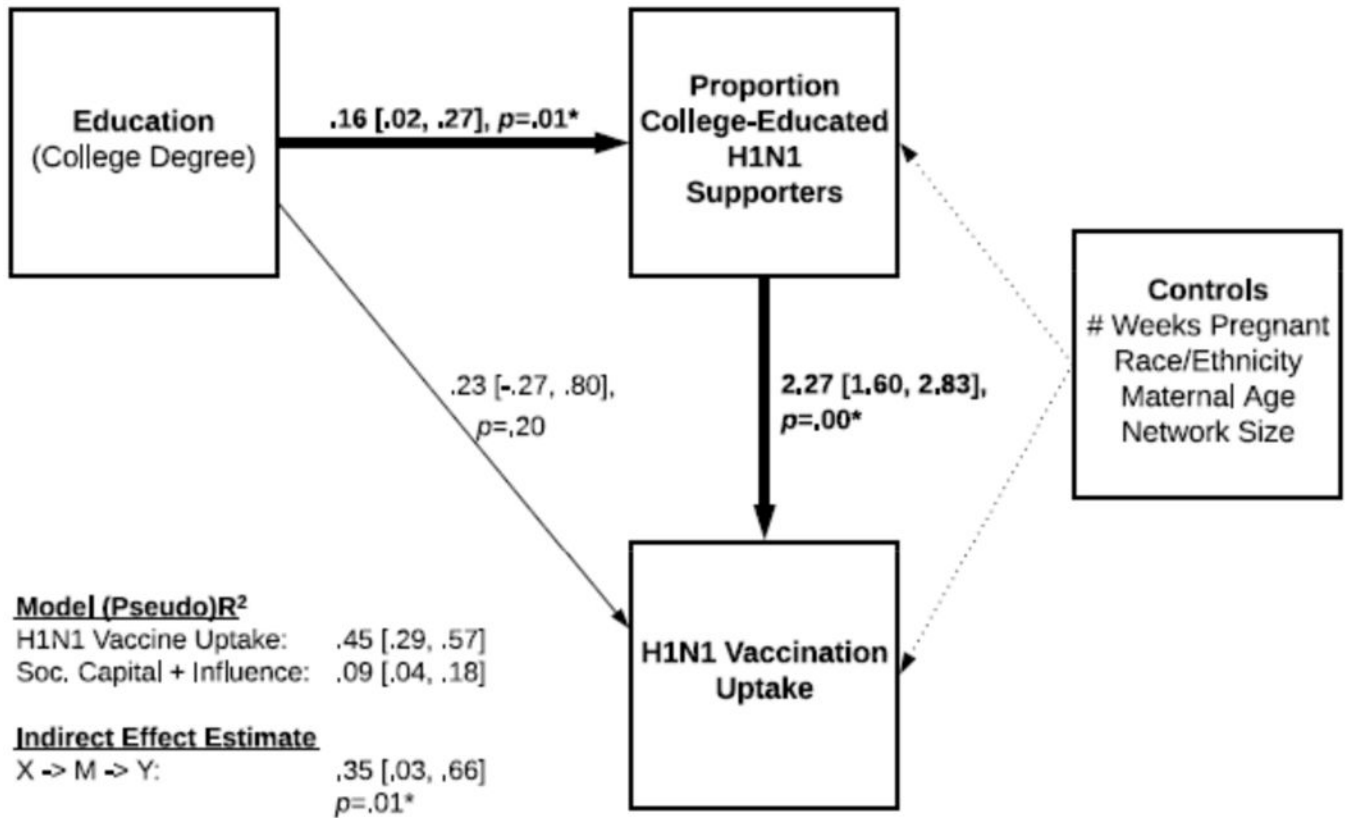 Education
(College Degree)
.16 [.02, .27], p=.01*
Proportion
College-Educated
H1N1
Supporters
Controls
# Weeks Pregnant
Race/Ethnicity
Maternal Age
Network Size
.23 [-.27, .80],
p=.20
2.27 [1.60, 2.83],
p=.00*
H1N1 Vaccination
Uptake
Model (Pseudo)R²
H1N1 Vaccine Uptake: .45 [.29, .57]
Soc. Capital + Influence: .09 [.04, .18]
Indirect Effect Estimate
X -> M -> Y: .35 [.03, .66]
p=.01*